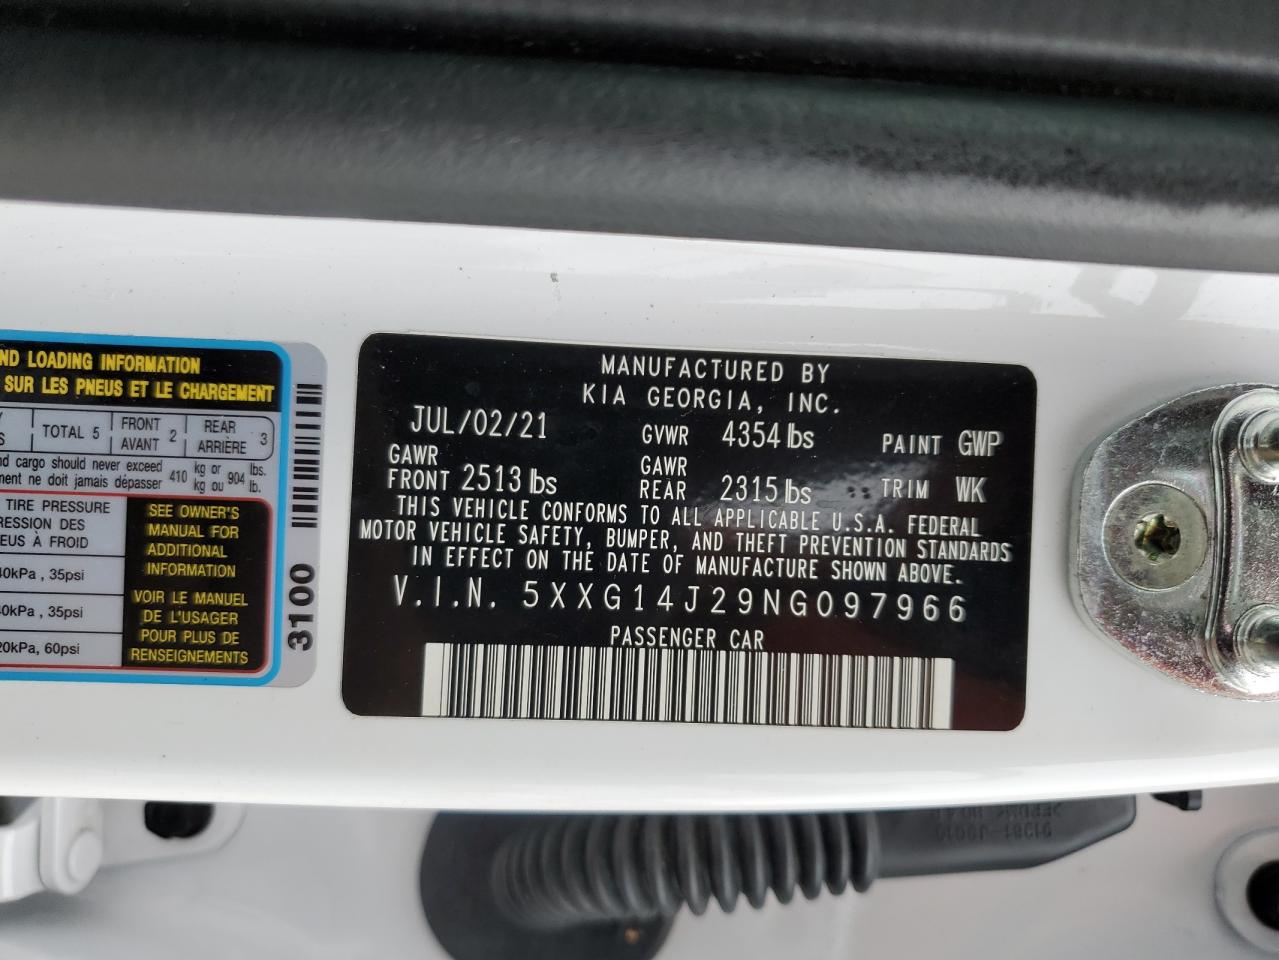 ND LOADING INFORMATION
SUR LES PNEUS ET LE CHARGEMENT
TOTAL 5 FRONT AVANT 2 REAR ARRIÈRE 3
nd cargo should never exceed 410 kg or 904 lbs.
ment ne doit jamais dépasser kg ou lb.
TIRE PRESSURE
RESSION DES
EUS À FROID
40kPa , 35psi
40kPa , 35psi
20kPa, 60psi
SEE OWNER'S
MANUAL FOR
ADDITIONAL
INFORMATION
VOIR LE MANUEL
DE L'USAGER
POUR PLUS DE
RENSEIGNEMENTS
3100
MANUFACTURED BY
KIA GEORGIA, INC.
JUL/02/21 GVWR 4354 lbs PAINT GWP
GAWR FRONT 2513 lbs GAWR REAR 2315 lbs TRIM WK
THIS VEHICLE CONFORMS TO ALL APPLICABLE U.S.A. FEDERAL
MOTOR VEHICLE SAFETY, BUMPER, AND THEFT PREVENTION STANDARDS
IN EFFECT ON THE DATE OF MANUFACTURE SHOWN ABOVE.
V.I.N. 5XXG14J29NG097966
PASSENGER CAR